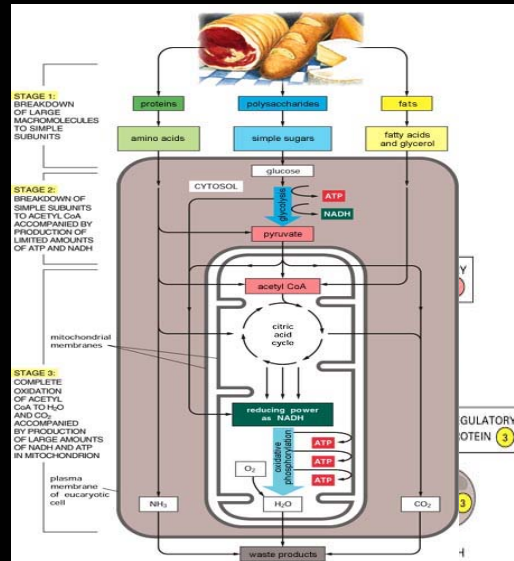 proteins
polysaccharides
fats
STAGE 1:
BREAKDOWN
OF LARGE
MACROMOLECULES
TO SIMPLE
SUBUNITS
amino acids
simple sugars
fatty acids
and glycerol
glucose
CYTOSOL
STAGE 2:
BREAKDOWN OF
SIMPLE SUBUNITS
TO ACETYL CoA
ACCOMPANIED BY
PRODUCTION OF
LIMITED AMOUNTS
OF ATP AND NADH
glycolysis
ATP
NADH
pyruvate
acetyl CoA
citric
acid
cycle
mitochondrial
membranes
STAGE 3:
COMPLETE
OXIDATION
OF ACETYL
CoA TO H2O
AND CO2
ACCOMPANIED
BY PRODUCTION
OF LARGE AMOUNTS
OF NADH AND ATP
IN MITOCHONDRION
reducing power
as NADH
oxidative
phosphorylation
ATP
ATP
ATP
O2
plasma
membrane
of eucaryotic
cell
NH3
H2O
CO2
waste products
Y
EGULATORY
OTEIN 3
3
H